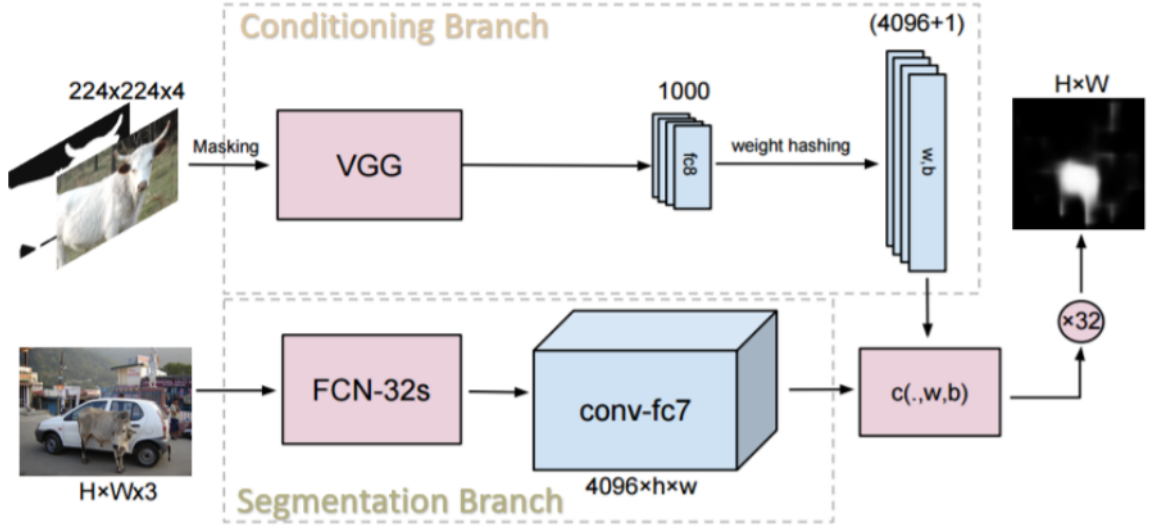 Conditioning Branch
(4096+1)
224x224x4
1000
H×W
Masking
VGG
fc8
weight hashing
w,b
×32
FCN-32s
conv-fc7
c(.,w,b)
H×Wx3
4096×h×w
Segmentation Branch